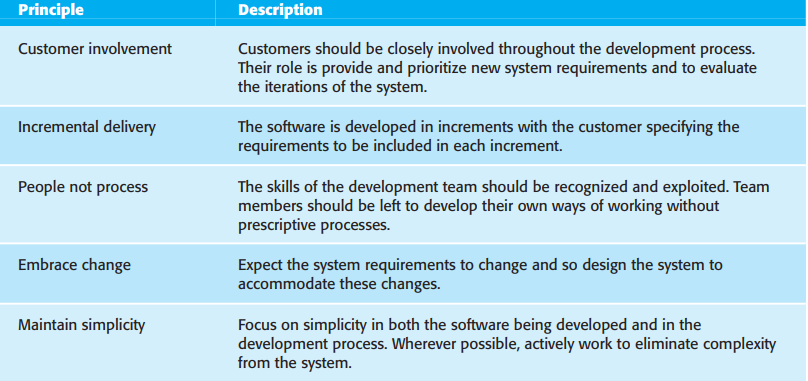 Principle Description
Customer involvement Customers should be closely involved throughout the development process.
Their role is provide and prioritize new system requirements and to evaluate
the iterations of the system.
Incremental delivery The software is developed in increments with the customer specifying the
requirements to be included in each increment.
People not process The skills of the development team should be recognized and exploited. Team
members should be left to develop their own ways of working without
prescriptive processes.
Embrace change Expect the system requirements to change and so design the system to
accommodate these changes.
Maintain simplicity Focus on simplicity in both the software being developed and in the
development process. Wherever possible, actively work to eliminate complexity
from the system.